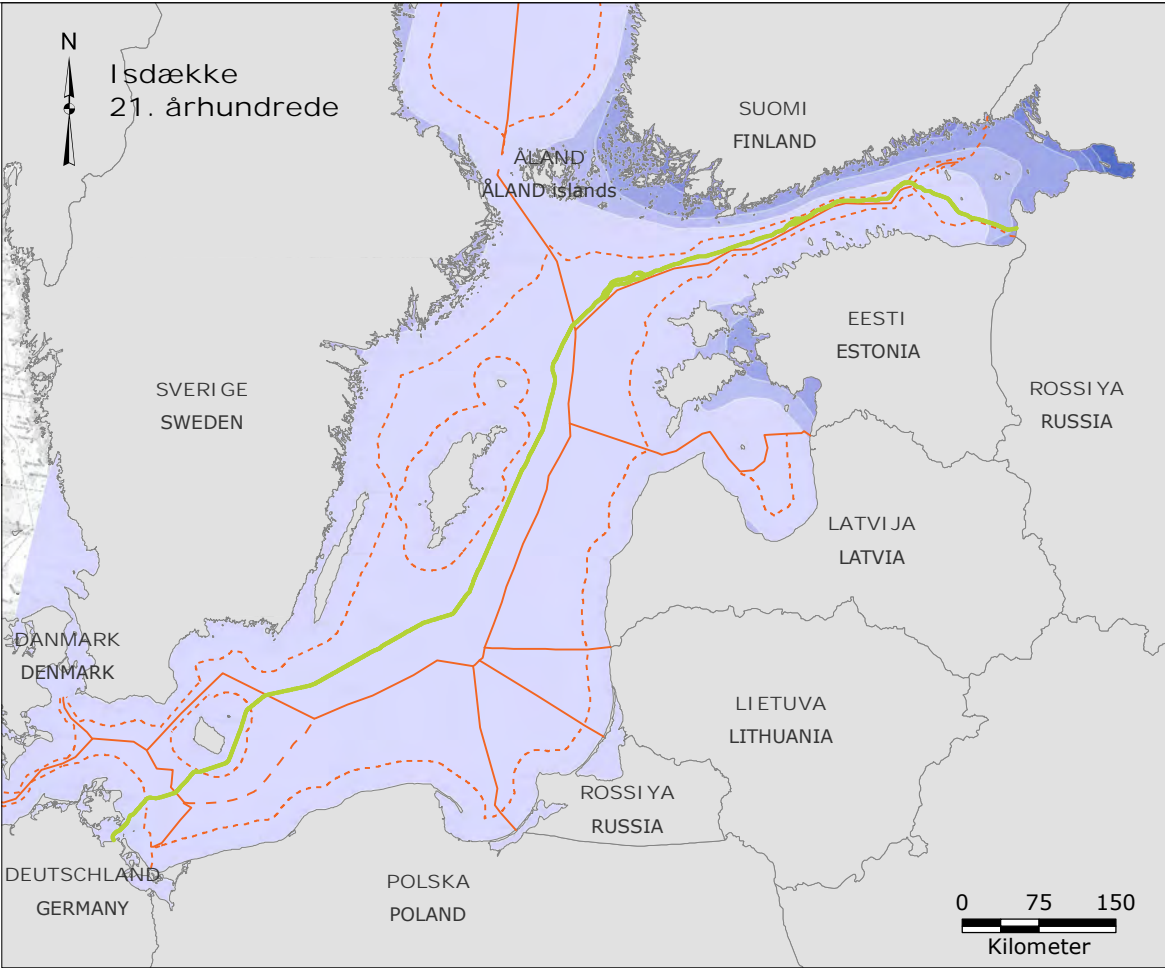 N
Isdække
21. århundrede
SUOMI
FINLAND
ÅLAND
ÅLAND islands
EESTI
ESTONIA
SVERIGE
SWEDEN
ROSSIYA
RUSSIA
LATVIJA
LATVIA
DANMARK
DENMARK
LIETUVA
LITHUANIA
ROSSIYA
RUSSIA
DEUTSCHLAND
GERMANY
POLSKA
POLAND
0 75 150
Kilometer